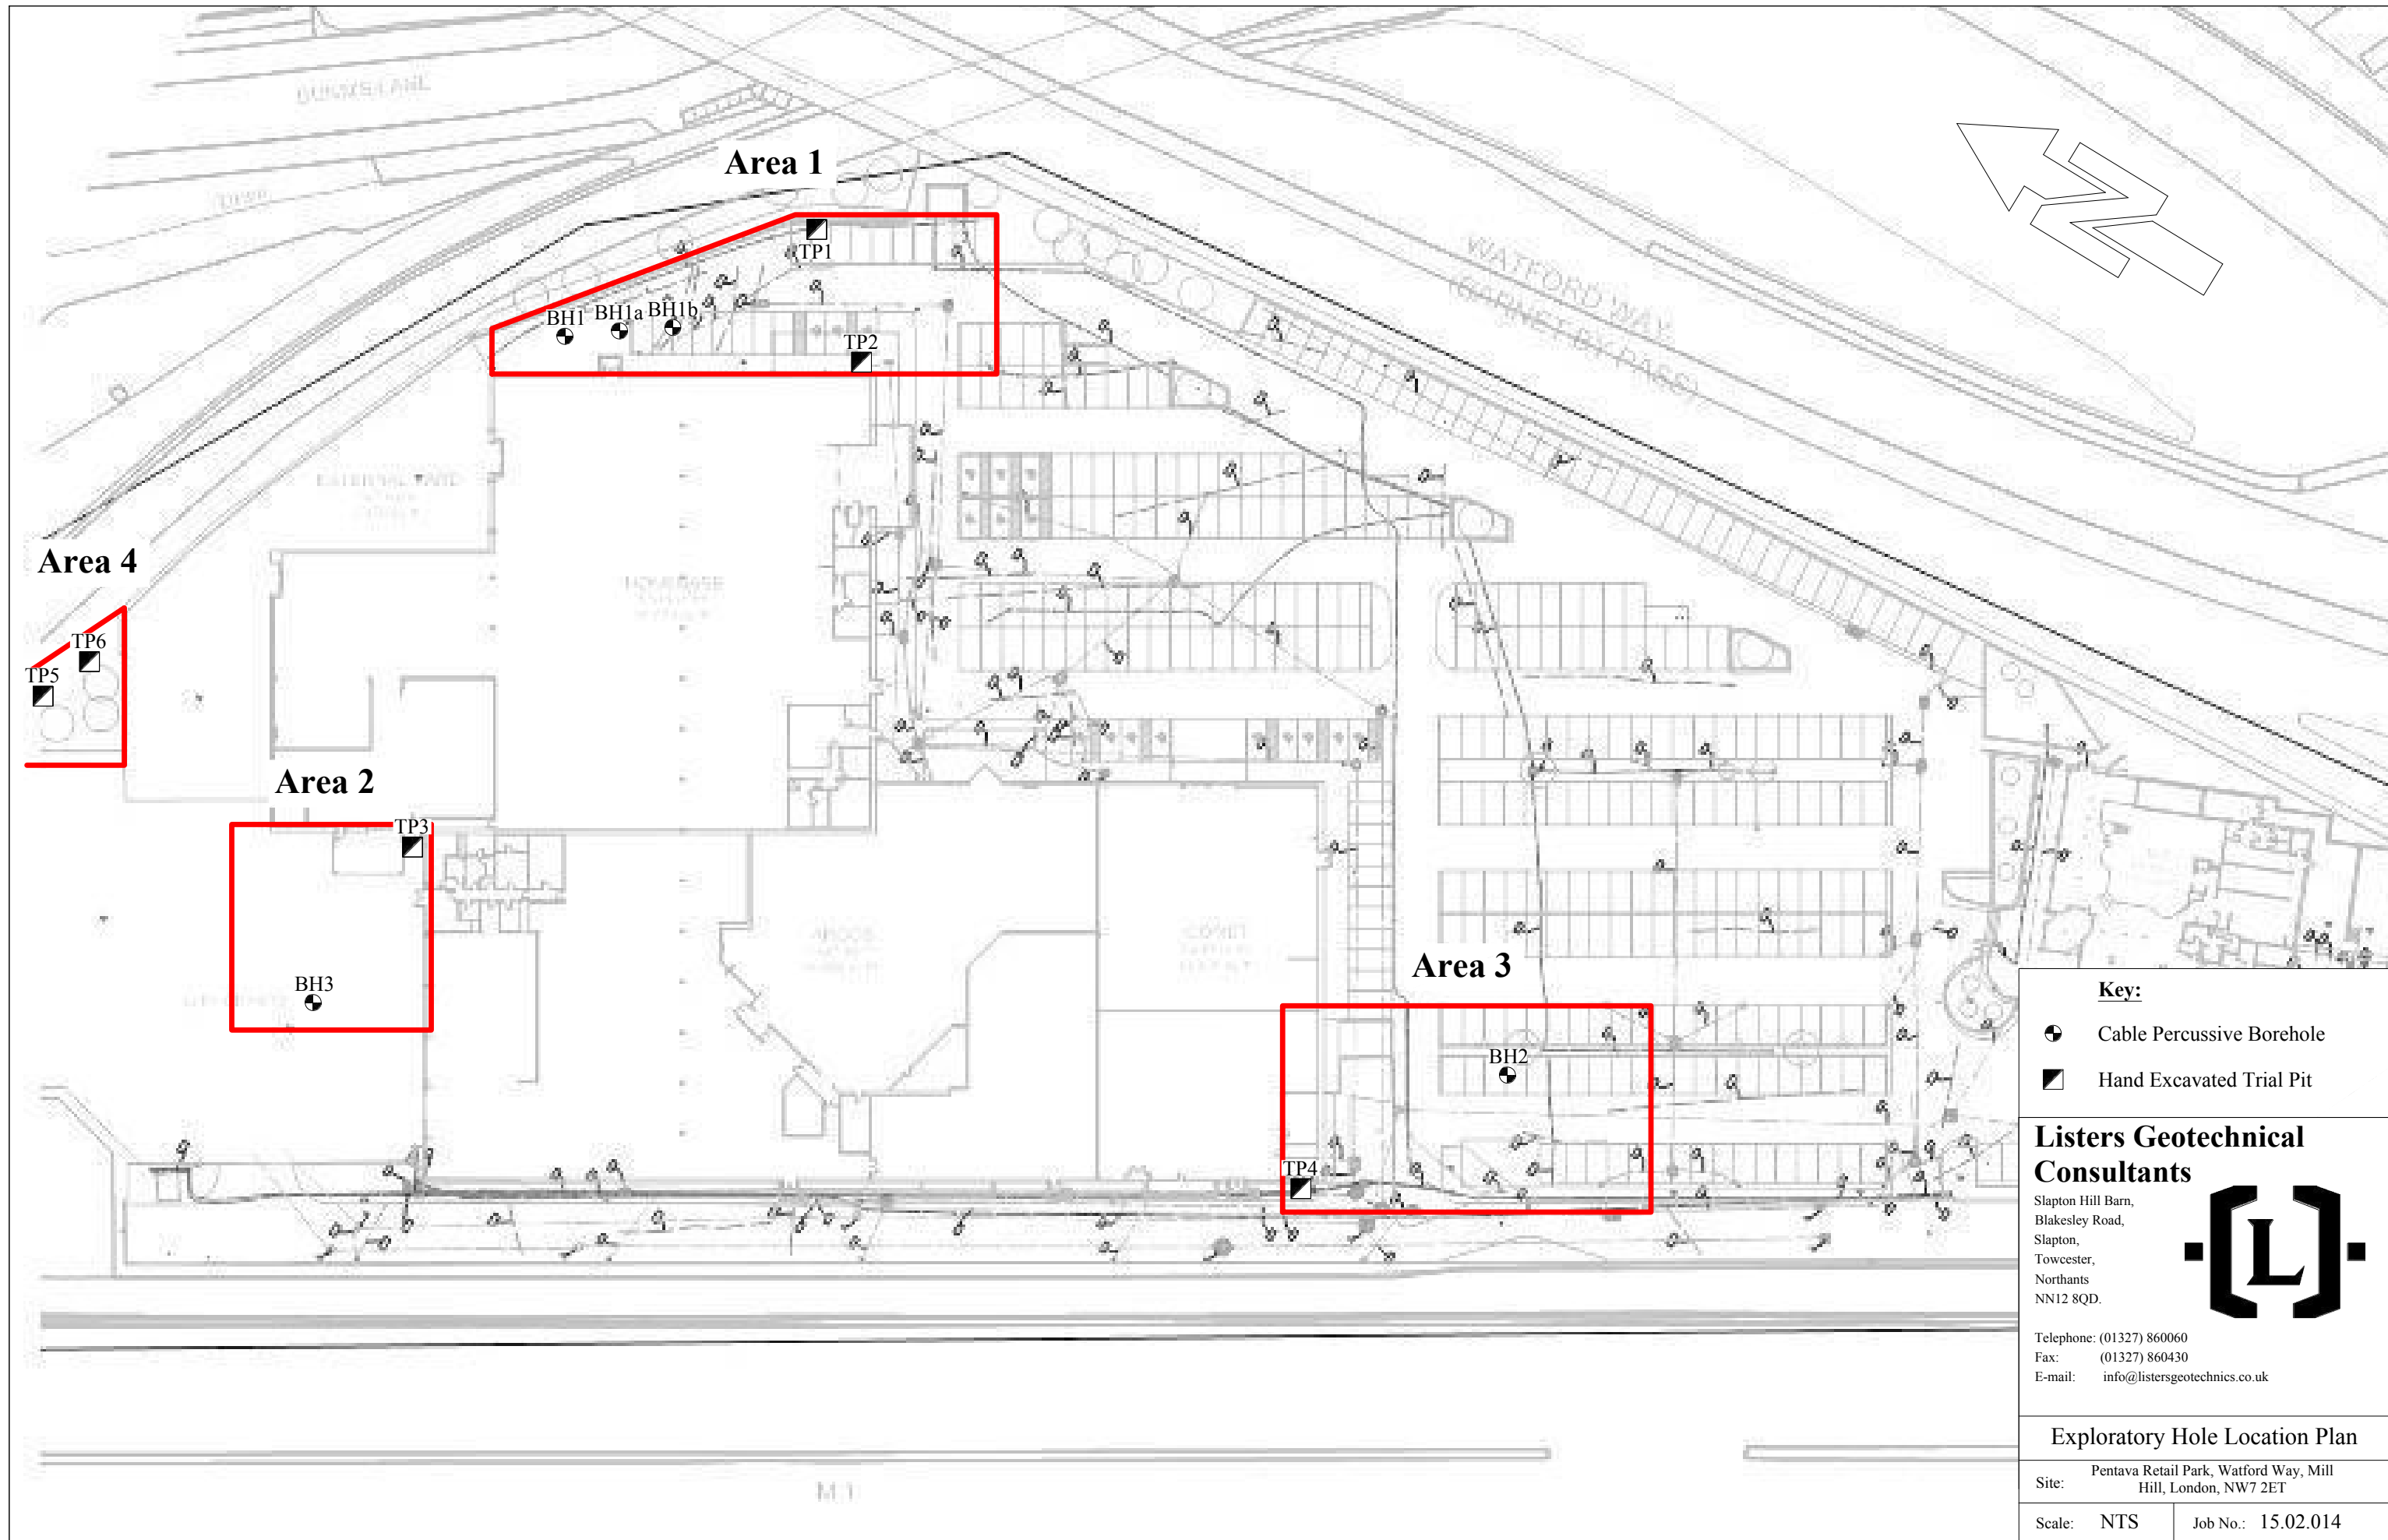 Area 1
TP1
BH1
BH1a
BH1b
TP2
WATFORD WAY
(BARNET BY-PASS)
Area 4
TP6
TP5
Area 2
TP3
BH3
Area 3
BH2
TP4
M 1
Key:
Cable Percussive Borehole
Hand Excavated Trial Pit
Listers Geotechnical
Consultants
Slapton Hill Barn,
Blakesley Road,
Slapton,
Towcester,
Northants
NN12 8QD.
L
Telephone: (01327) 860060
Fax: (01327) 860430
E-mail: info@listersgeotechnics.co.uk
Exploratory Hole Location Plan
Site: Pentava Retail Park, Watford Way, Mill
Hill, London, NW7 2ET
Scale: NTS Job No.: 15.02.014